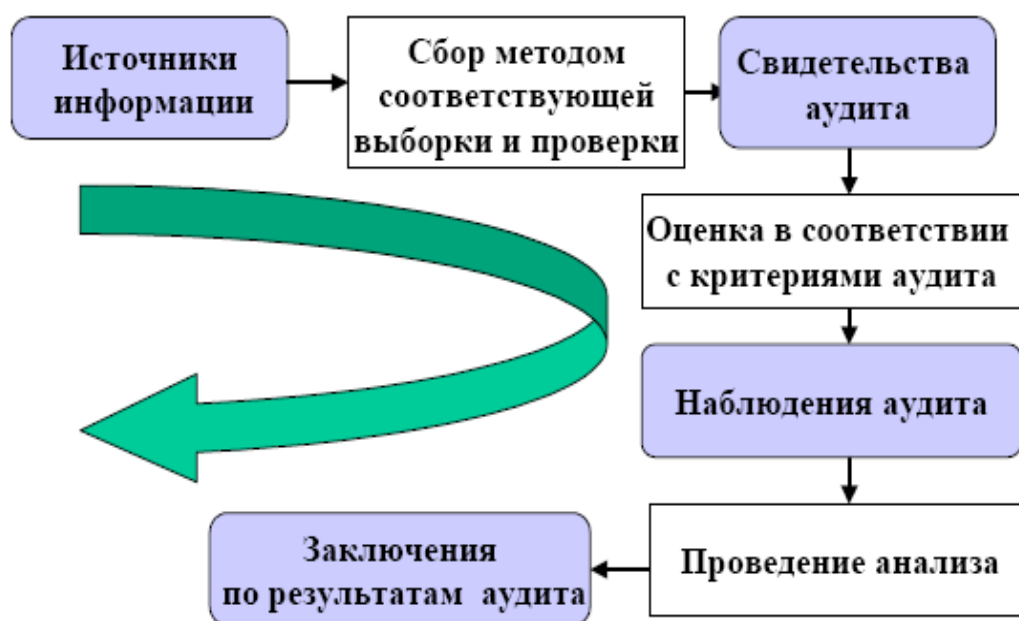 Источники
информации
Сбор методом
соответствующей
выборки и проверки
Свидетельства
аудита
Оценка в соответствии
с критериями аудита
Наблюдения аудита
Проведение анализа
Заключения
по результатам аудита